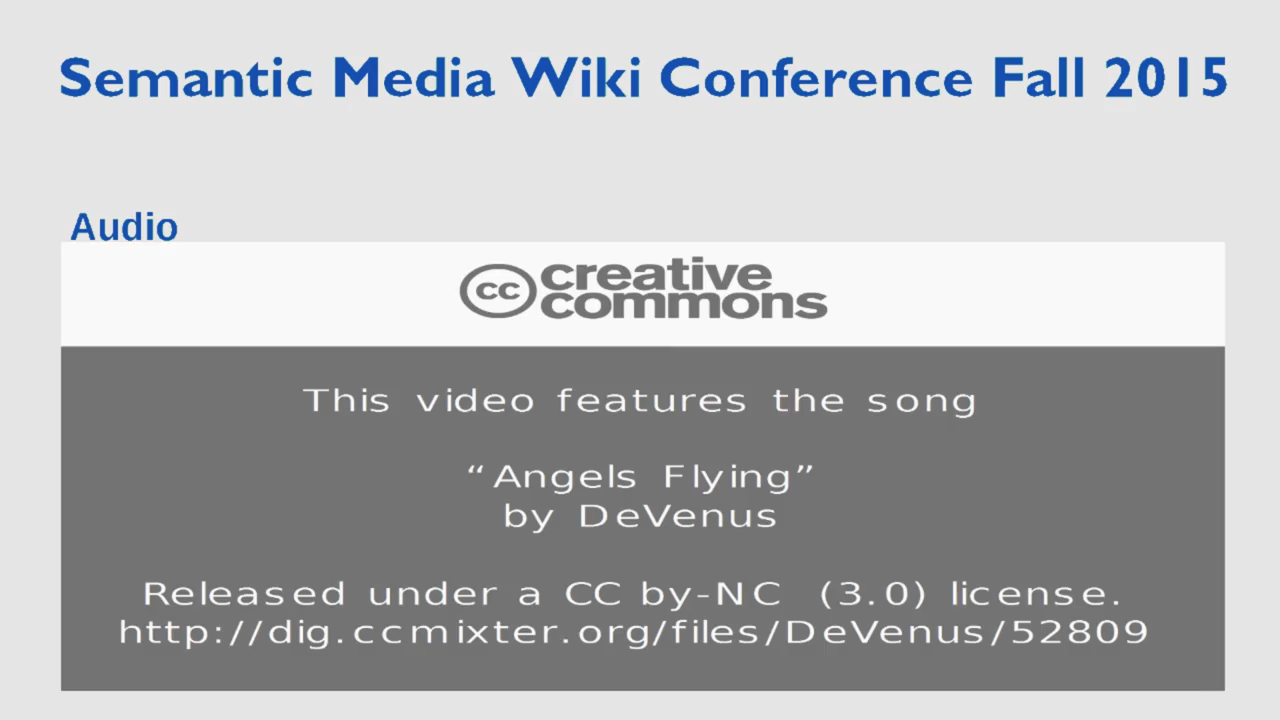 Semantic Media Wiki Conference Fall 2015
Audio
cc creative commons
This video features the song
“Angels Flying”
by DeVenus
Released under a CC by-NC (3.0) license.
http://dig.ccmixter.org/files/DeVenus/52809